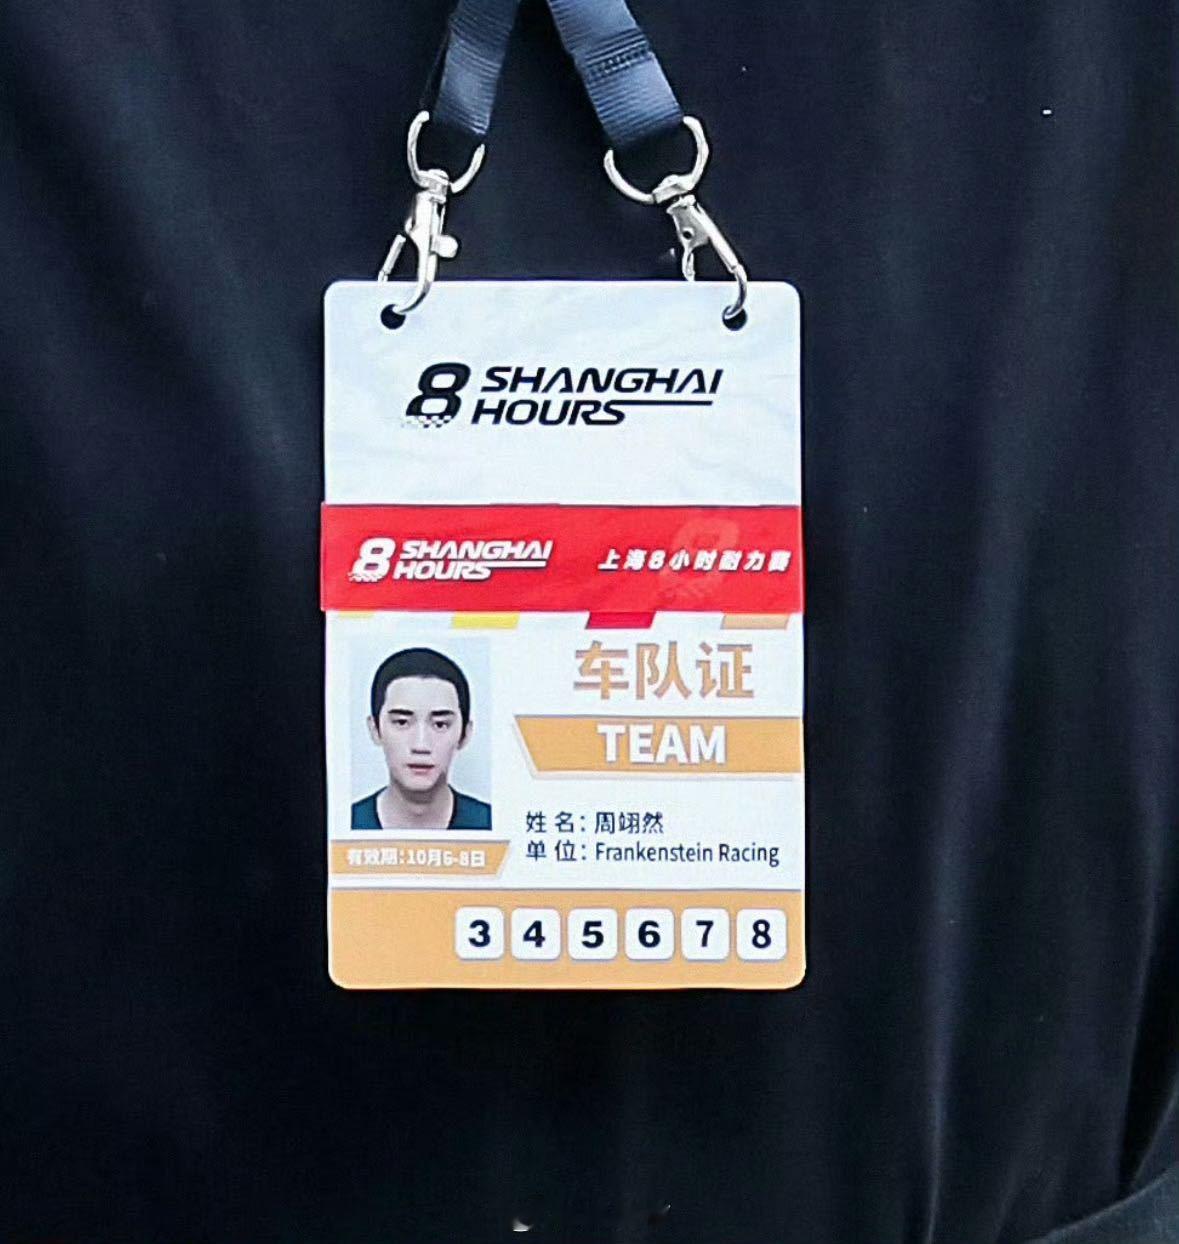 8 SHANGHAI
HOURS
8 SHANGHAI
HOURS
上海8小时耐力赛
车队证
TEAM
姓名：周翊然
单位：Frankenstein Racing
有效期:10月6-8日
3 4 5 6 7 8